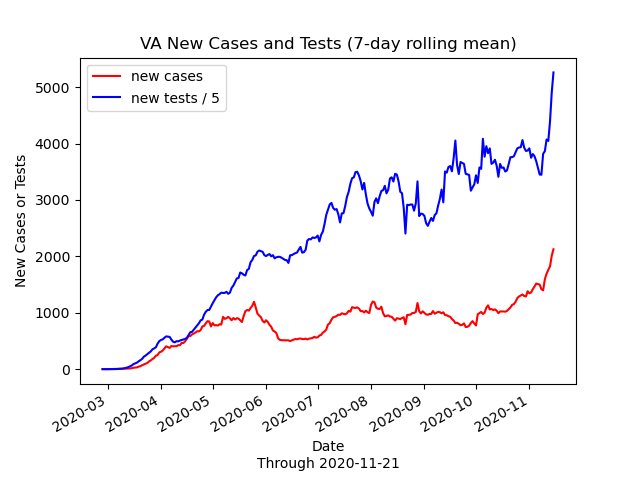 VA New Cases and Tests (7-day rolling mean)
new cases
new tests / 5
New Cases or Tests
5000
4000
3000
2000
1000
0
2020-03
2020-04
2020-05
2020-06
2020-07
2020-08
2020-09
2020-10
2020-11
Date
Through 2020-11-21